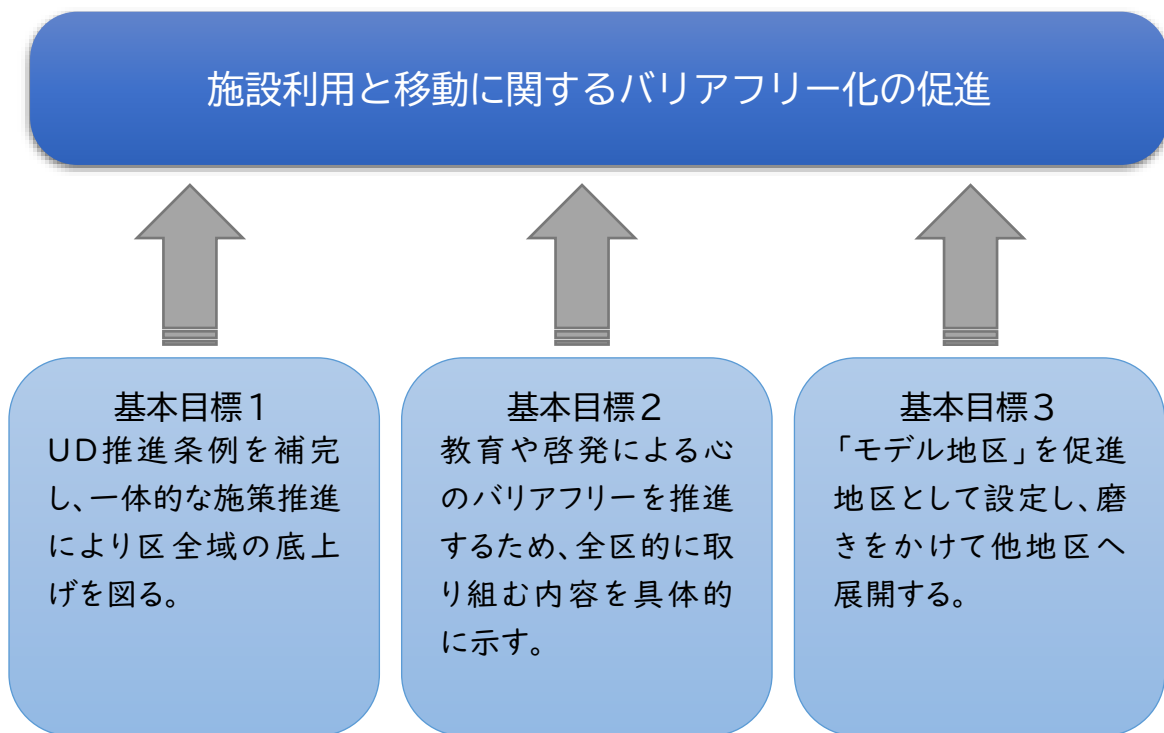 施設利用と移動に関するバリアフリー化の促進
基本目標１
UD推進条例を補完
し、一体的な施策推進
により区全域の底上
げを図る。
基本目標２
教育や啓発による心
のバリアフリーを推進
するため、全区的に取
り組む内容を具体的
に示す。
基本目標３
「モデル地区」を促進
地区として設定し、磨
きをかけて他地区へ
展開する。